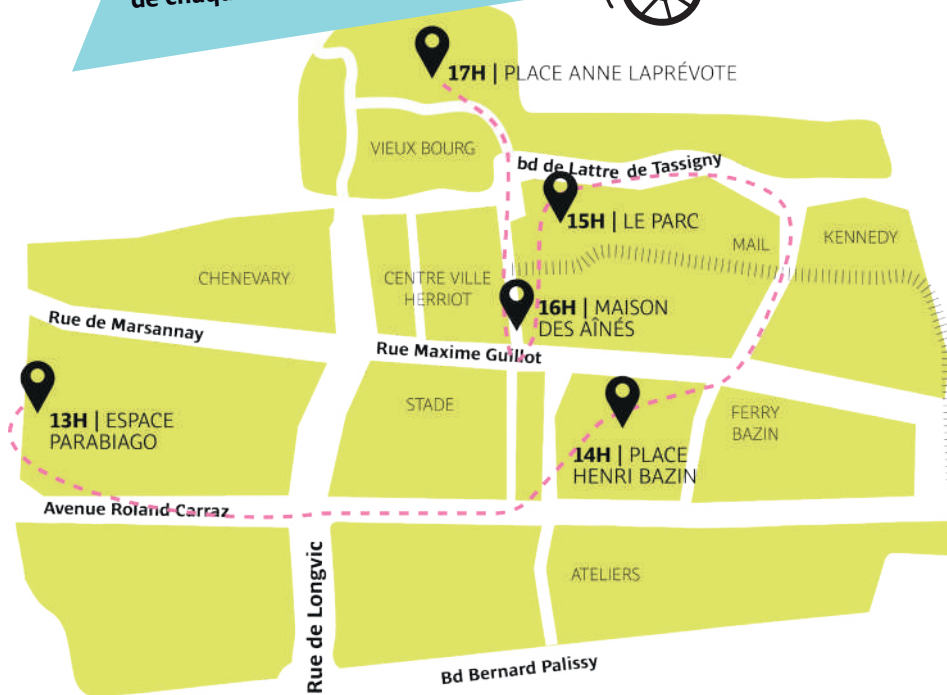 de chaqu
17H | PLACE ANNE LAPRÉVOTE
VIEUX BOURG
bd de Lattre de Tassigny
15H | LE PARC
MAIL
KENNEDY
CHENEVARY
CENTRE VILLE
HERRIOT
16H | MAISON
DES AÎNÉS
Rue de Marsannay
Rue Maxime Guillot
13H | ESPACE
PARABIAGO
STADE
FERRY
BAZIN
14H | PLACE
HENRI BAZIN
Avenue Roland Carraz
ATELIERS
Rue de Longvic
Bd Bernard Palissy